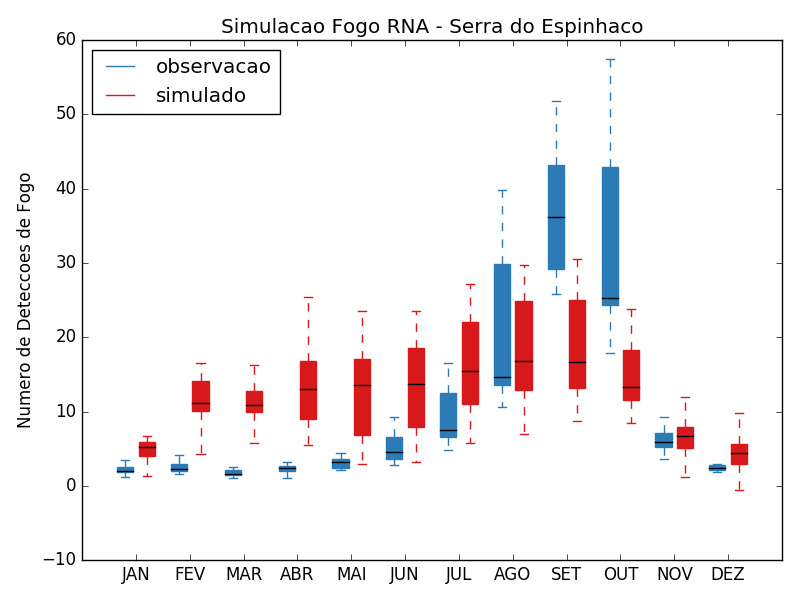 Simulacao Fogo RNA - Serra do Espinhaco
observacao
simulado
Numero de Deteccoes de Fogo
60
50
40
30
20
10
0
−10
JAN FEV MAR ABR MAI JUN JUL AGO SET OUT NOV DEZ